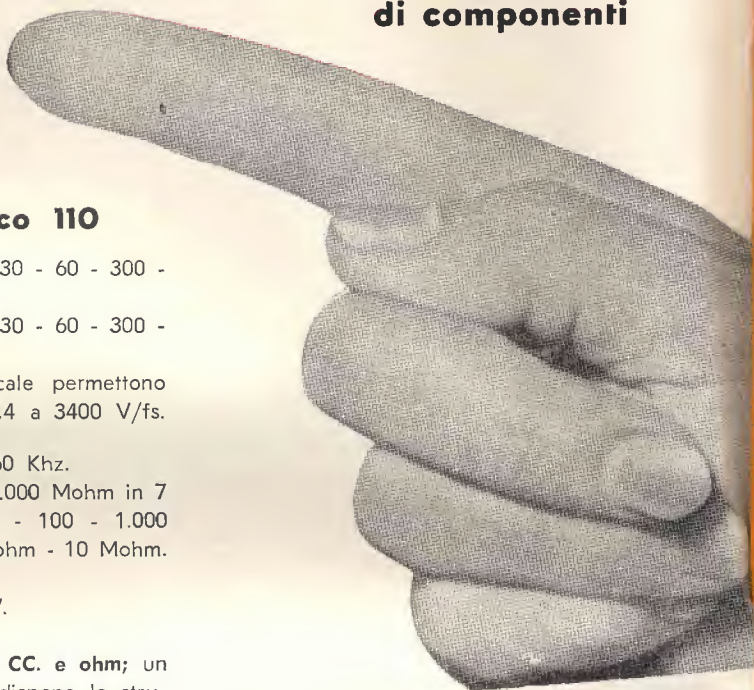 di componenti
co 110
30 - 60 - 300 -
30 - 60 - 300 -
cale permettono
,4 a 3400 V/fs.
0 Khz.
.000 Mohm in 7
- 100 - 1.000
ohm - 10 Mohm.
CC. e ohm; un